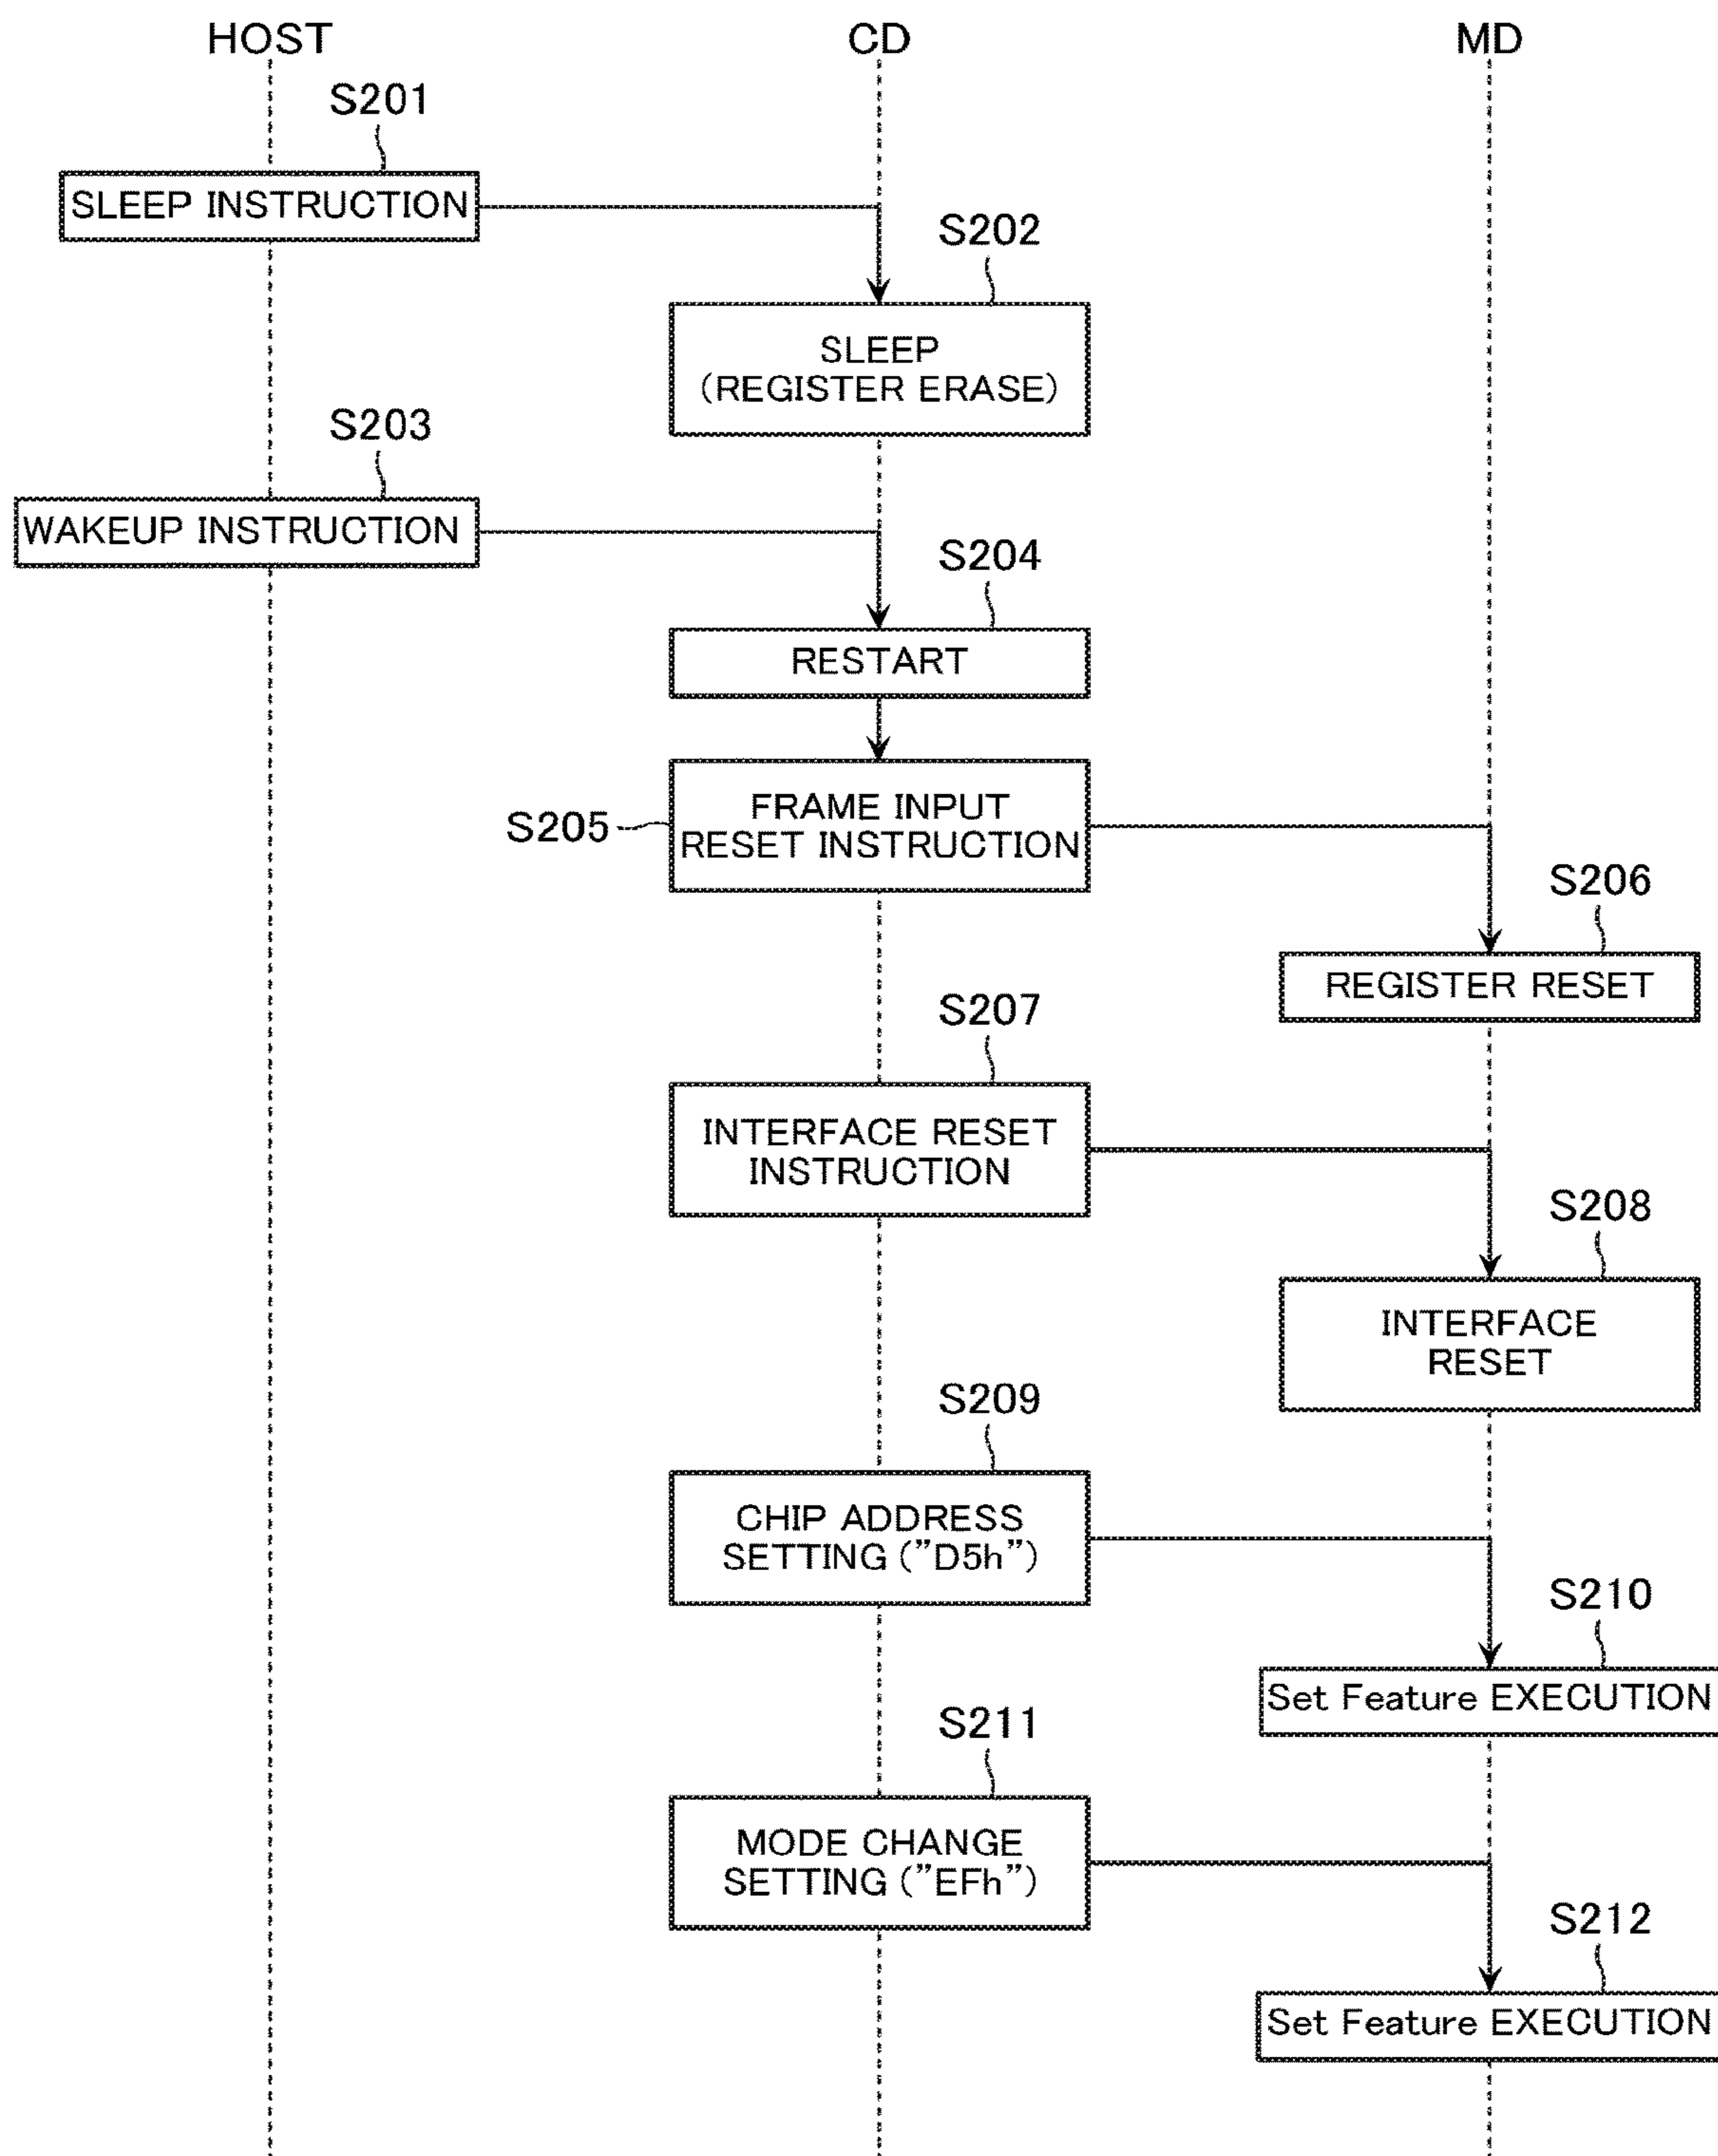 HOST CD MD
S201
SLEEP INSTRUCTION
S202
SLEEP
(REGISTER ERASE)
S203
WAKEUP INSTRUCTION
S204
RESTART
S205
FRAME INPUT
RESET INSTRUCTION
S206
REGISTER RESET
S207
INTERFACE RESET
INSTRUCTION
S208
INTERFACE
RESET
S209
CHIP ADDRESS
SETTING ("D5h")
S210
Set Feature EXECUTION
S211
MODE CHANGE
SETTING ("EFh")
S212
Set Feature EXECUTION